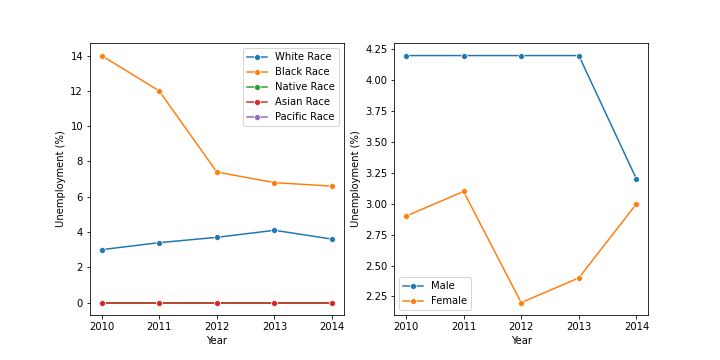 14
12
10
8
6
4
2
0
Unemployment (%)
2010 2011 2012 2013 2014
Year
White Race
Black Race
Native Race
Asian Race
Pacific Race
4.25
4.00
3.75
3.50
3.25
3.00
2.75
2.50
2.25
Unemployment (%)
2010 2011 2012 2013 2014
Year
Male
Female